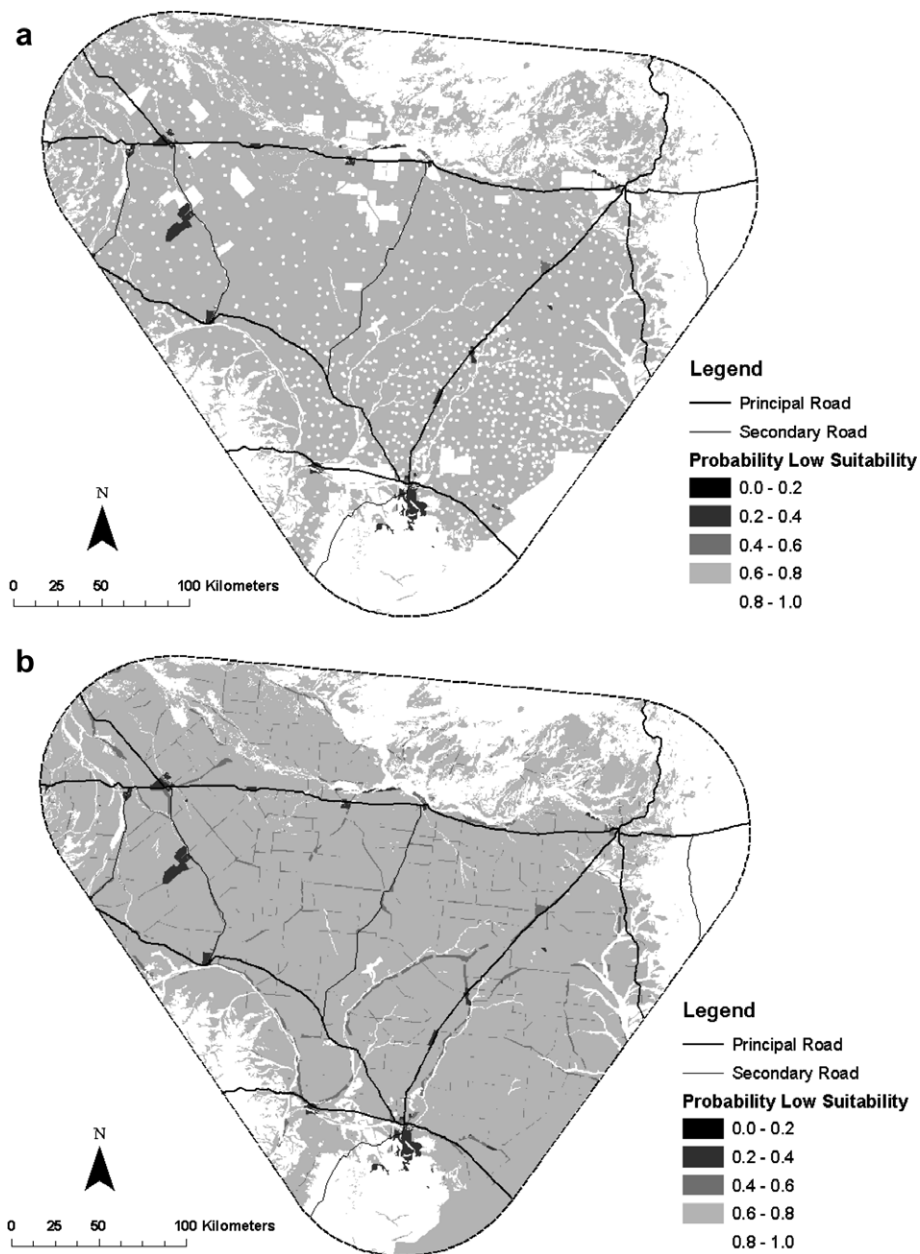 a
Legend
Principal Road
Secondary Road
Probability Low Suitability
0.0 - 0.2
0.2 - 0.4
0.4 - 0.6
0.6 - 0.8
0.8 - 1.0
N
0 25 50 100 Kilometers
b
Legend
Principal Road
Secondary Road
Probability Low Suitability
0.0 - 0.2
0.2 - 0.4
0.4 - 0.6
0.6 - 0.8
0.8 - 1.0
N
0 25 50 100 Kilometers